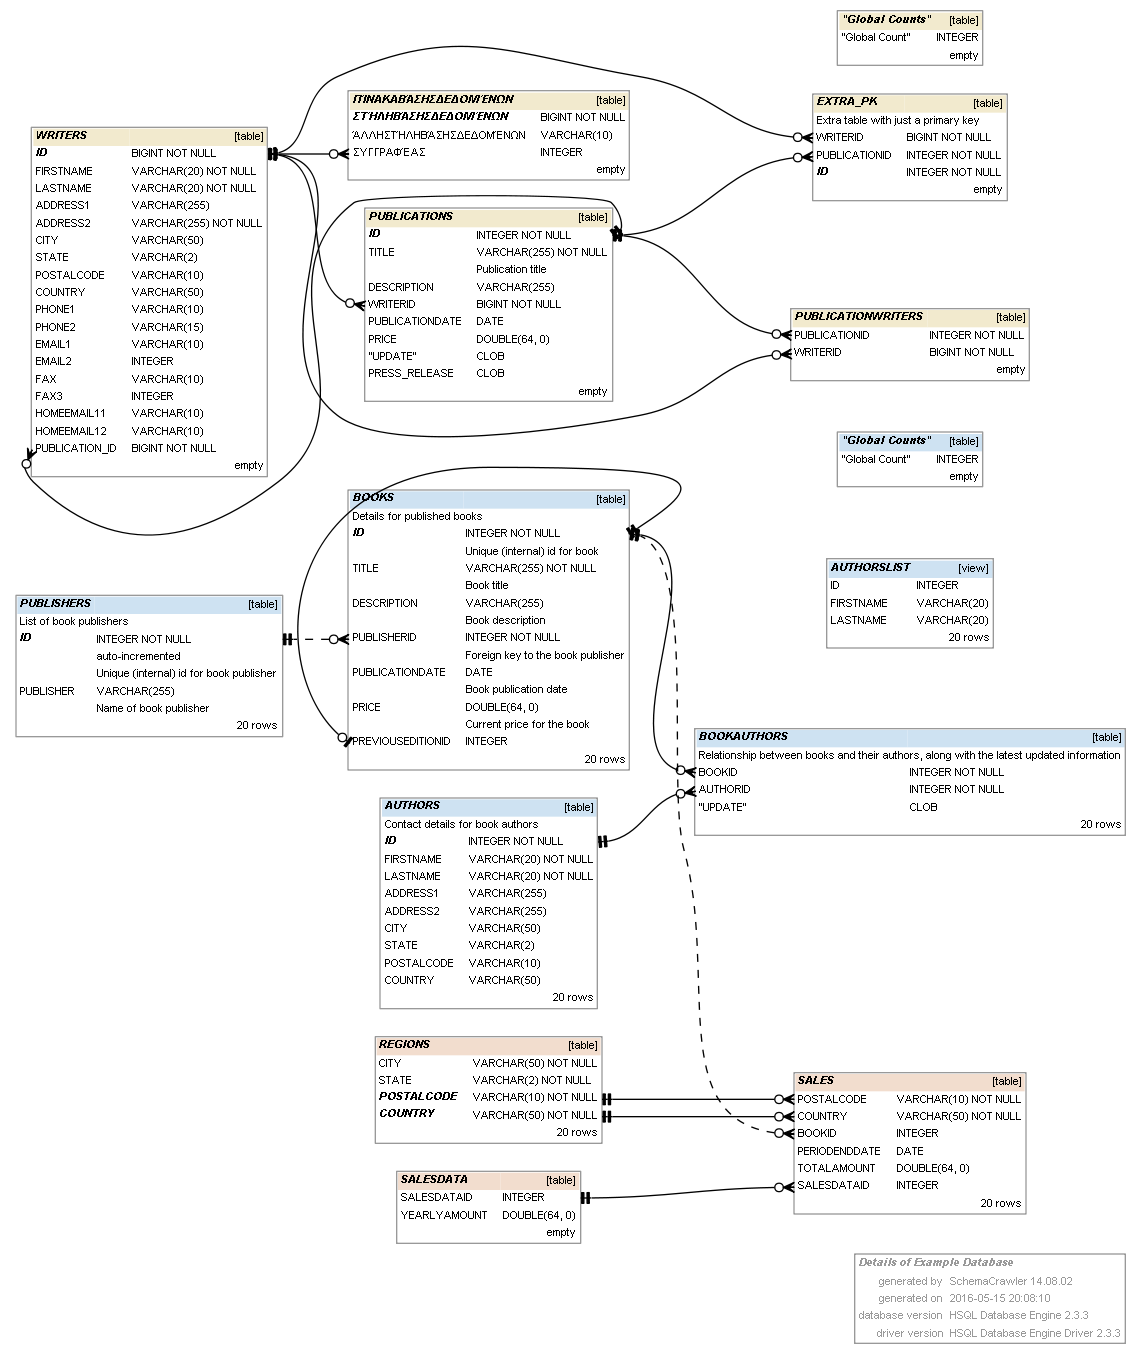 "Global Counts" [table]
"Global Count" INTEGER
empty
ΠΊΝΑΚΑΒΆΣΗΣΔΕΔΟΜΈΝΩΝ [table]
ΣΤΉΛΗΒΆΣΗΣΔΕΔΟΜΈΝΩΝ BIGINT NOT NULL
ΆΛΛΗΣΤΉΛΗΒΆΣΗΣΔΕΔΟΜΈΝΩΝ VARCHAR(10)
ΣΥΓΓΡΑΦΈΑΣ INTEGER
empty
EXTRA_PK [table]
Extra table with just a primary key
WRITERID BIGINT NOT NULL
PUBLICATIONID INTEGER NOT NULL
ID INTEGER NOT NULL
empty
WRITERS [table]
ID BIGINT NOT NULL
FIRSTNAME VARCHAR(20) NOT NULL
LASTNAME VARCHAR(20) NOT NULL
ADDRESS1 VARCHAR(255)
ADDRESS2 VARCHAR(255) NOT NULL
CITY VARCHAR(50)
STATE VARCHAR(2)
POSTALCODE VARCHAR(10)
COUNTRY VARCHAR(50)
PHONE1 VARCHAR(10)
PHONE2 VARCHAR(15)
EMAIL1 VARCHAR(10)
EMAIL2 INTEGER
FAX VARCHAR(10)
FAX3 INTEGER
HOMEEMAIL11 VARCHAR(10)
HOMEEMAIL12 VARCHAR(10)
PUBLICATION_ID BIGINT NOT NULL
empty
PUBLICATIONS [table]
ID INTEGER NOT NULL
TITLE VARCHAR(255) NOT NULL
Publication title
DESCRIPTION VARCHAR(255)
WRITERID BIGINT NOT NULL
PUBLICATIONDATE DATE
PRICE DOUBLE(64, 0)
"UPDATE" CLOB
PRESS_RELEASE CLOB
empty
PUBLICATIONWRITERS [table]
PUBLICATIONID INTEGER NOT NULL
WRITERID BIGINT NOT NULL
empty
"Global Counts" [table]
"Global Count" INTEGER
empty
BOOKS [table]
Details for published books
ID INTEGER NOT NULL
Unique (internal) id for book
TITLE VARCHAR(255) NOT NULL
Book title
DESCRIPTION VARCHAR(255)
Book description
PUBLISHERID INTEGER NOT NULL
Foreign key to the book publisher
PUBLICATIONDATE DATE
Book publication date
PRICE DOUBLE(64, 0)
Current price for the book
PREVIOUSEDITIONID INTEGER
20 rows
AUTHORSLIST [view]
ID INTEGER
FIRSTNAME VARCHAR(20)
LASTNAME VARCHAR(20)
20 rows
PUBLISHERS [table]
List of book publishers
ID INTEGER NOT NULL
auto-incremented
Unique (internal) id for book publisher
PUBLISHER VARCHAR(255)
Name of book publisher
20 rows
BOOKAUTHORS [table]
Relationship between books and their authors, along with the latest updated information
BOOKID INTEGER NOT NULL
AUTHORID INTEGER NOT NULL
"UPDATE" CLOB
20 rows
AUTHORS [table]
Contact details for book authors
ID INTEGER NOT NULL
FIRSTNAME VARCHAR(20) NOT NULL
LASTNAME VARCHAR(20) NOT NULL
ADDRESS1 VARCHAR(255)
ADDRESS2 VARCHAR(255)
CITY VARCHAR(50)
STATE VARCHAR(2)
POSTALCODE VARCHAR(10)
COUNTRY VARCHAR(50)
20 rows
REGIONS [table]
CITY VARCHAR(50) NOT NULL
STATE VARCHAR(2) NOT NULL
POSTALCODE VARCHAR(10) NOT NULL
COUNTRY VARCHAR(50) NOT NULL
20 rows
SALES [table]
POSTALCODE VARCHAR(10) NOT NULL
COUNTRY VARCHAR(50) NOT NULL
BOOKID INTEGER
PERIODENDDATE DATE
TOTALAMOUNT DOUBLE(64, 0)
SALESDATAID INTEGER
20 rows
SALESDATA [table]
SALESDATAID INTEGER
YEARLYAMOUNT DOUBLE(64, 0)
empty
Details of Example Database
generated by SchemaCrawler 14.08.02
generated on 2016-05-15 20:08:10
database version HSQL Database Engine 2.3.3
driver version HSQL Database Engine Driver 2.3.3